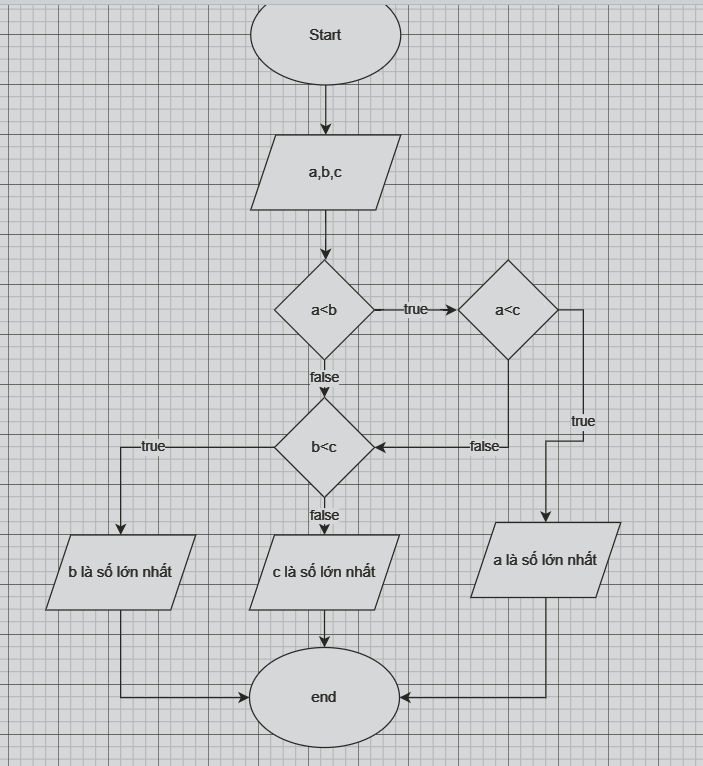 Start
a,b,c
a<b
true
a<c
false
true
b<c
true
false
false
b là số lớn nhất
c là số lớn nhất
a là số lớn nhất
end